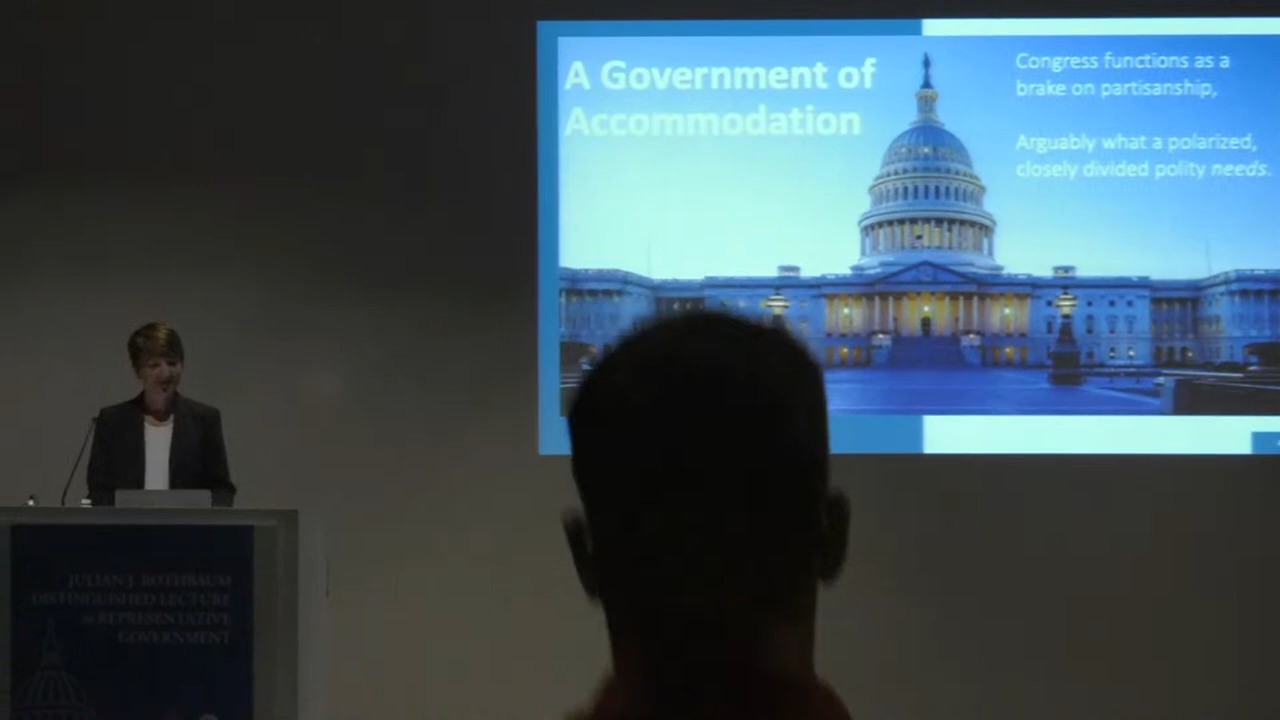 A Government of
Accommodation
Congress functions as a
brake on partisanship,
Arguably what a polarized,
closely divided polity needs.
JULIAN J. ROTHBAUM
DISTINGUISHED LECTURE
IN REPRESENTATIVE
GOVERNMENT